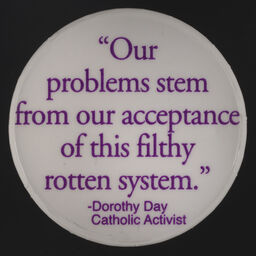 “Our
problems stem
from our acceptance
of this filthy
rotten system.”
-Dorothy Day
Catholic Activist